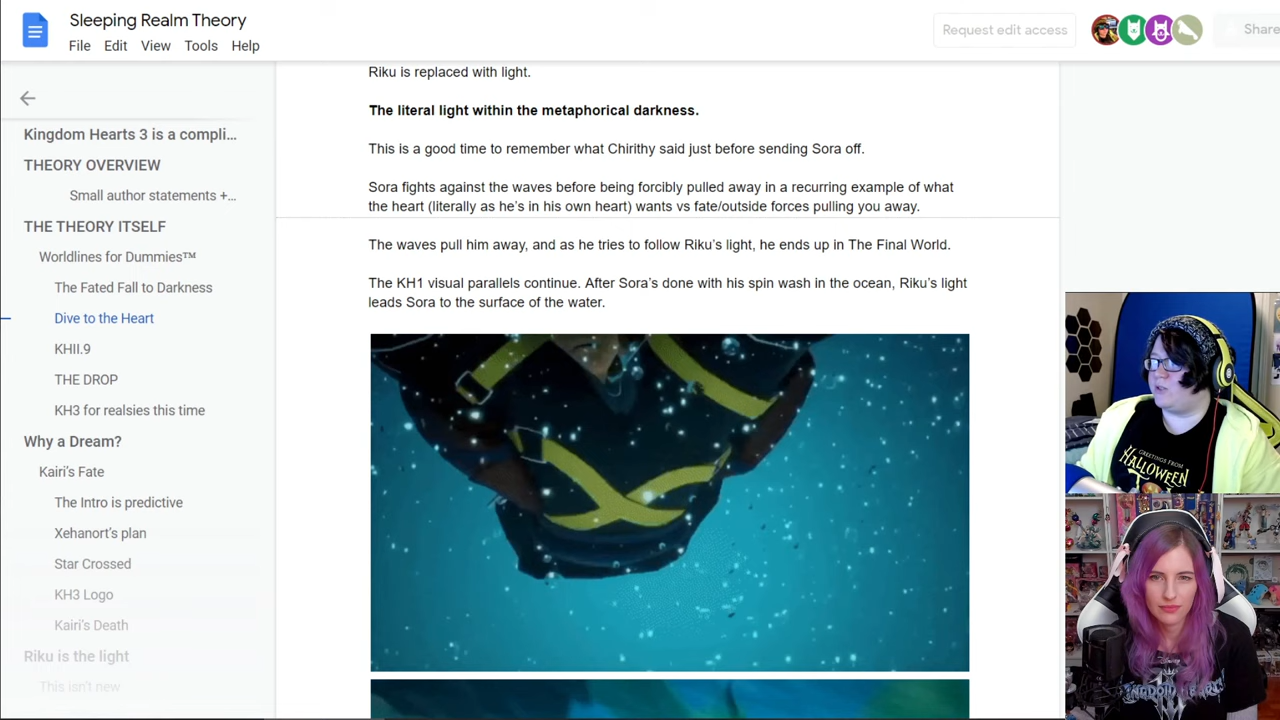 Sleeping Realm Theory
File Edit View Tools Help
Request edit access
Share
Kingdom Hearts 3 is a compli...
THEORY OVERVIEW
Small author statements +...
THE THEORY ITSELF
Worldlines for Dummies™
The Fated Fall to Darkness
Dive to the Heart
KHII.9
THE DROP
KH3 for realsies this time
Why a Dream?
Kairi's Fate
The Intro is predictive
Xehanort's plan
Star Crossed
KH3 Logo
Kairi's Death
Riku is the light
This isn't new
Riku is replaced with light.
The literal light within the metaphorical darkness.
This is a good time to remember what Chirithy said just before sending Sora off.
Sora fights against the waves before being forcibly pulled away in a recurring example of what
the heart (literally as he's in his own heart) wants vs fate/outside forces pulling you away.
The waves pull him away, and as he tries to follow Riku's light, he ends up in The Final World.
The KH1 visual parallels continue. After Sora's done with his spin wash in the ocean, Riku's light
leads Sora to the surface of the water.
GREETINGS FROM
HALLOWEEN
KINGDOM HEARTS